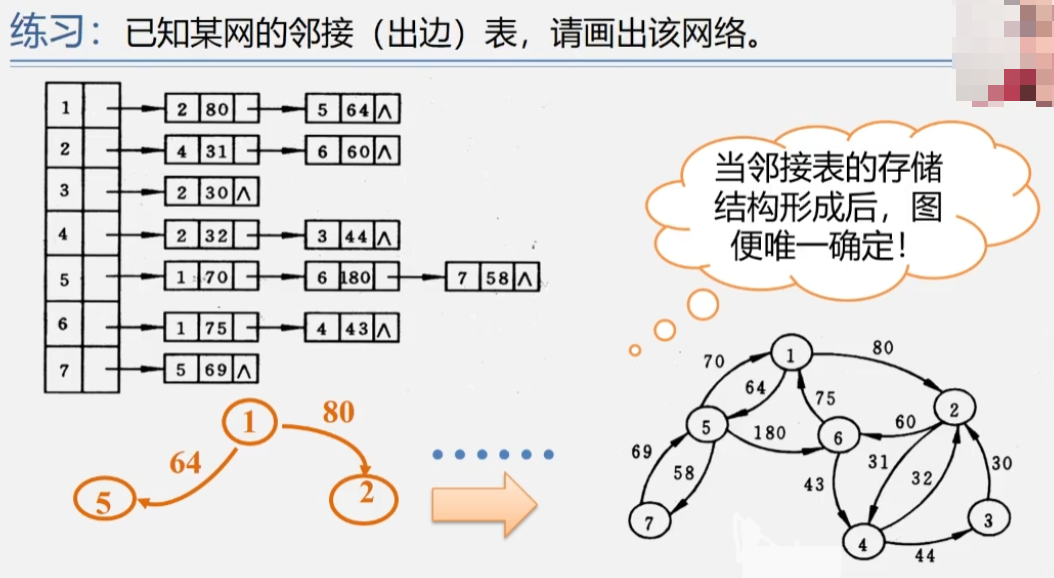 练习：已知某网的邻接（出边）表，请画出该网络。
1 2 80 5 64 ∧
2 4 31 6 60 ∧
3 2 30 ∧
4 2 32 3 44 ∧
5 1 70 6 180 7 58 ∧
6 1 75 4 43 ∧
7 5 69 ∧
当邻接表的存储
结构形成后，图
便唯一确定！
1 80
64
5 2
70 1 80
64 75
5 180 6 60 2
69 58 43 31 32 30
7 4 44 3